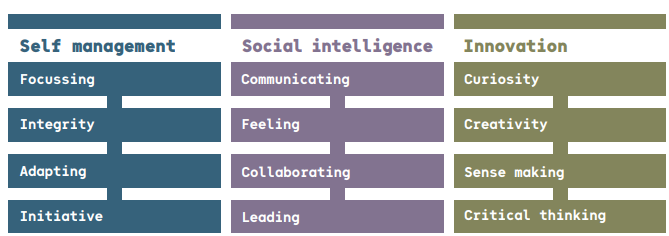 Self management
Focussing
Integrity
Adapting
Initiative
Social intelligence
Communicating
Feeling
Collaborating
Leading
Innovation
Curiosity
Creativity
Sense making
Critical thinking